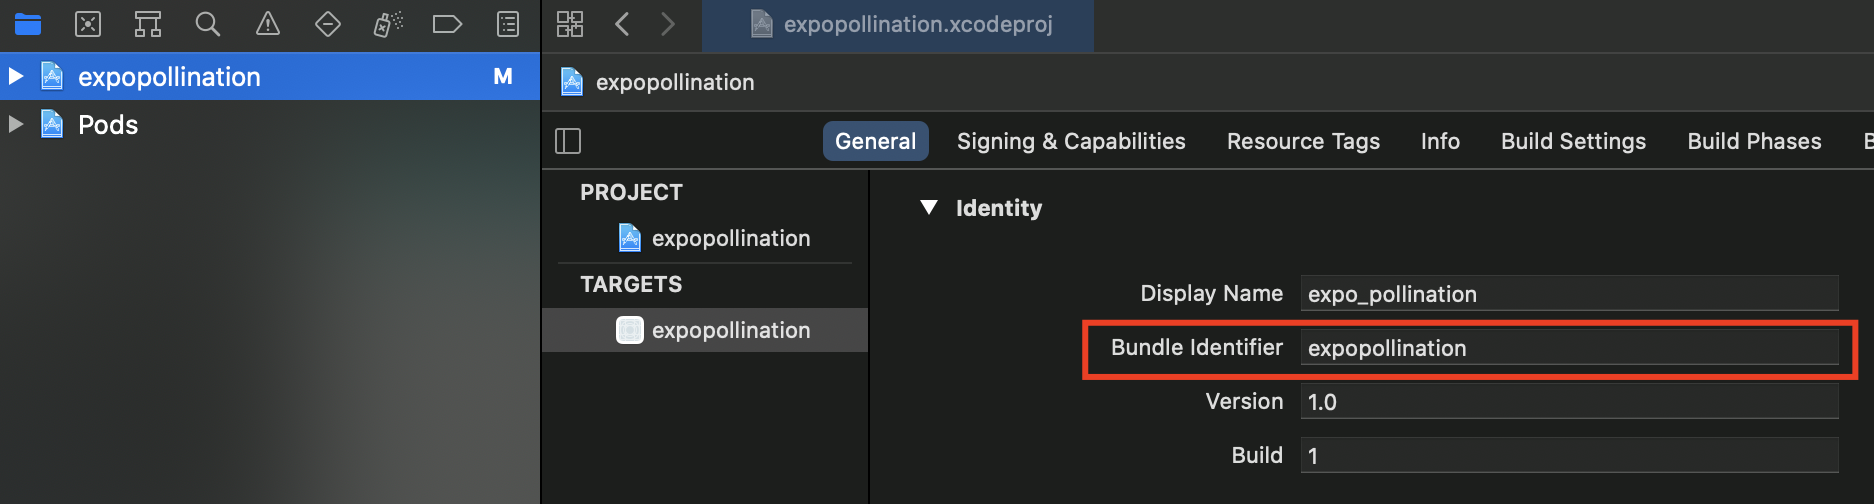 expopollination.xcodeproj
expopollination M
expopollination
Pods
General Signing & Capabilities Resource Tags Info Build Settings Build Phases B
PROJECT
expopollination
TARGETS
expopollination
Identity
Display Name expo_pollination
Bundle Identifier expopollination
Version 1.0
Build 1